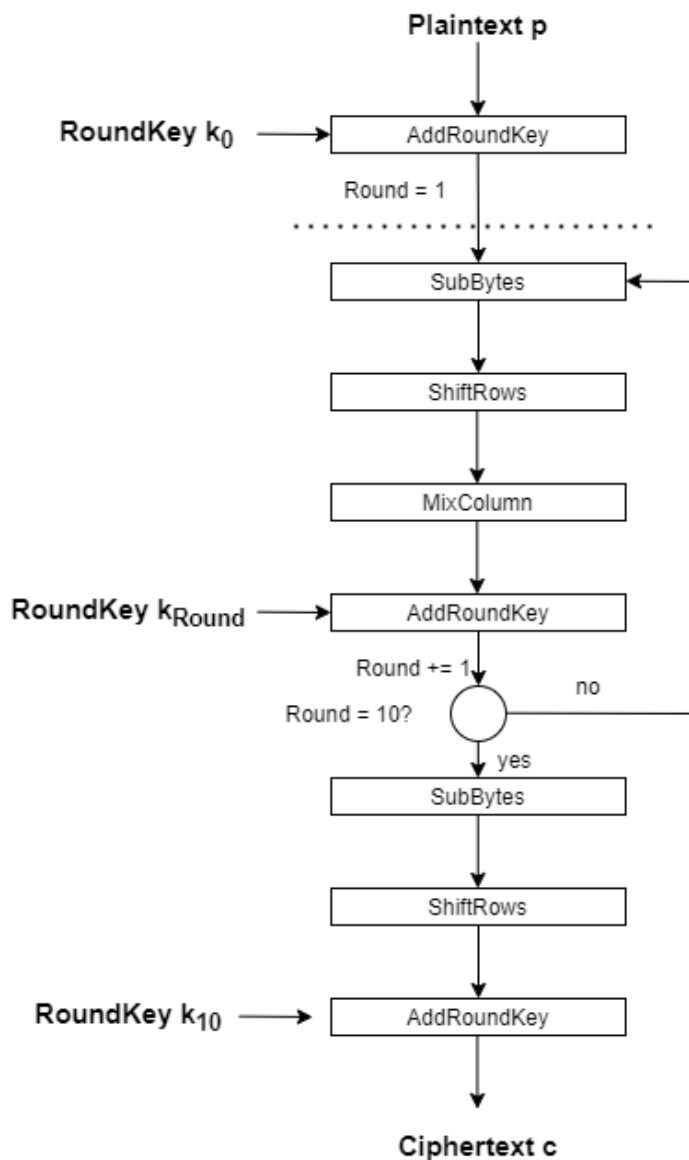 Plaintext p
RoundKey k0
AddRoundKey
Round = 1
SubBytes
ShiftRows
MixColumn
RoundKey kRound
AddRoundKey
Round += 1
no
Round = 10?
yes
SubBytes
ShiftRows
RoundKey k10
AddRoundKey
Ciphertext c